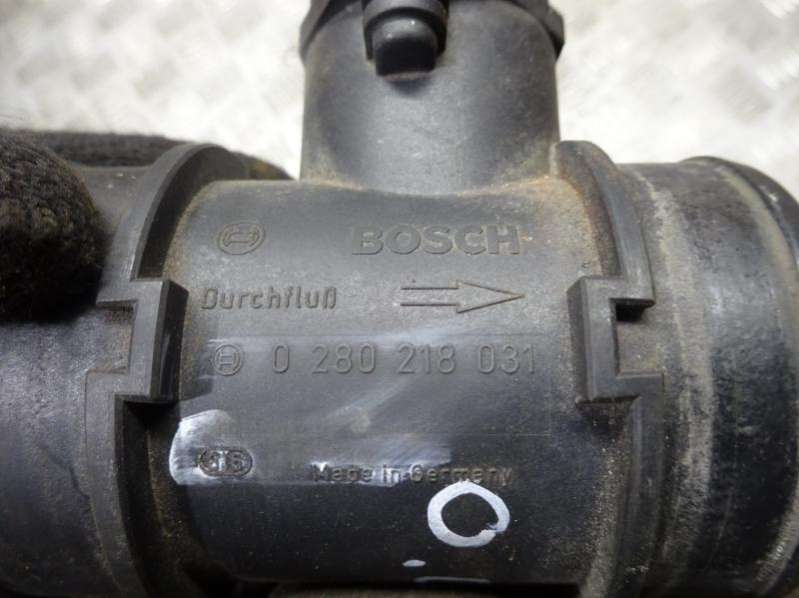 BOSCH
Durchfluß
0 280 218 031
Made in Germany